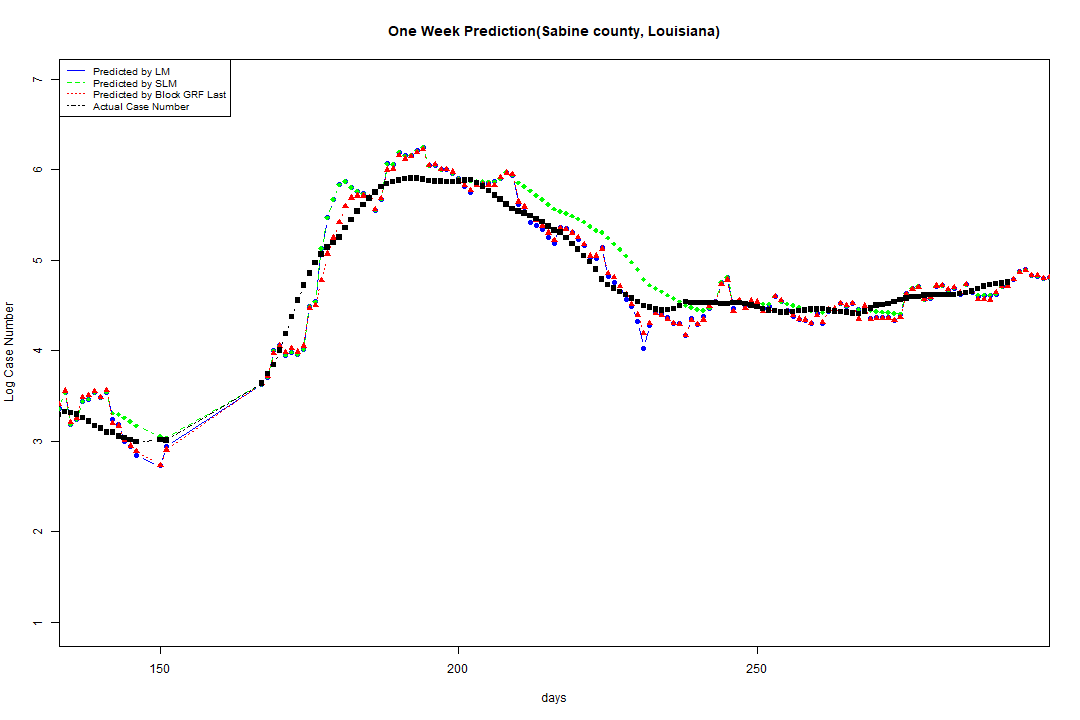 One Week Prediction(Sabine county, Louisiana)
Predicted by LM
Predicted by SLM
Predicted by Block GRF Last
Actual Case Number
7
6
5
4
3
2
1
Log Case Number
150
200
250
days